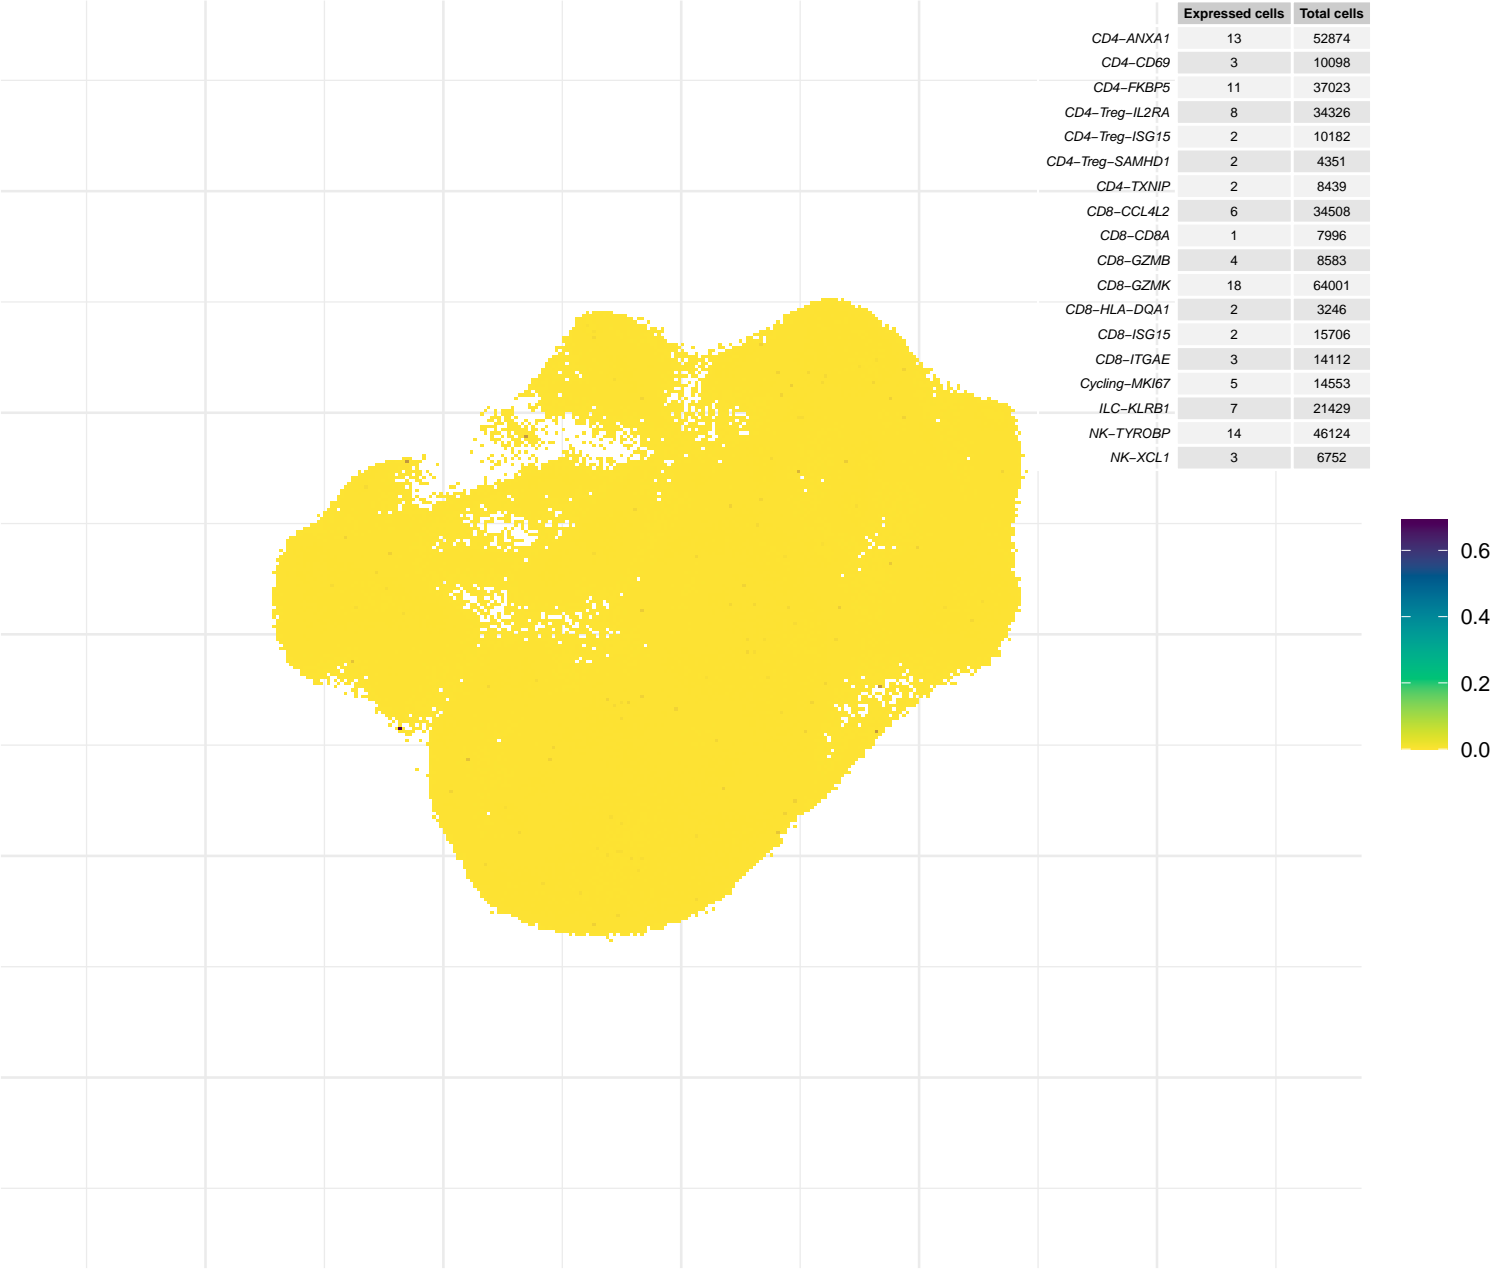 Expressed cells Total cells
CD4−ANXA1 13 52874
CD4−CD69 3 10098
CD4−FKBP5 11 37023
CD4−Treg−IL2RA 8 34326
CD4−Treg−ISG15 2 10182
CD4−Treg−SAMHD1 2 4351
CD4−TXNIP 2 8439
CD8−CCL4L2 6 34508
CD8−CD8A 1 7996
CD8−GZMB 4 8583
CD8−GZMK 18 64001
CD8−HLA−DQA1 2 3246
CD8−ISG15 2 15706
CD8−ITGAE 3 14112
Cycling−MKI67 5 14553
ILC−KLRB1 7 21429
NK−TYROBP 14 46124
NK−XCL1 3 6752
0.6
0.4
0.2
0.0